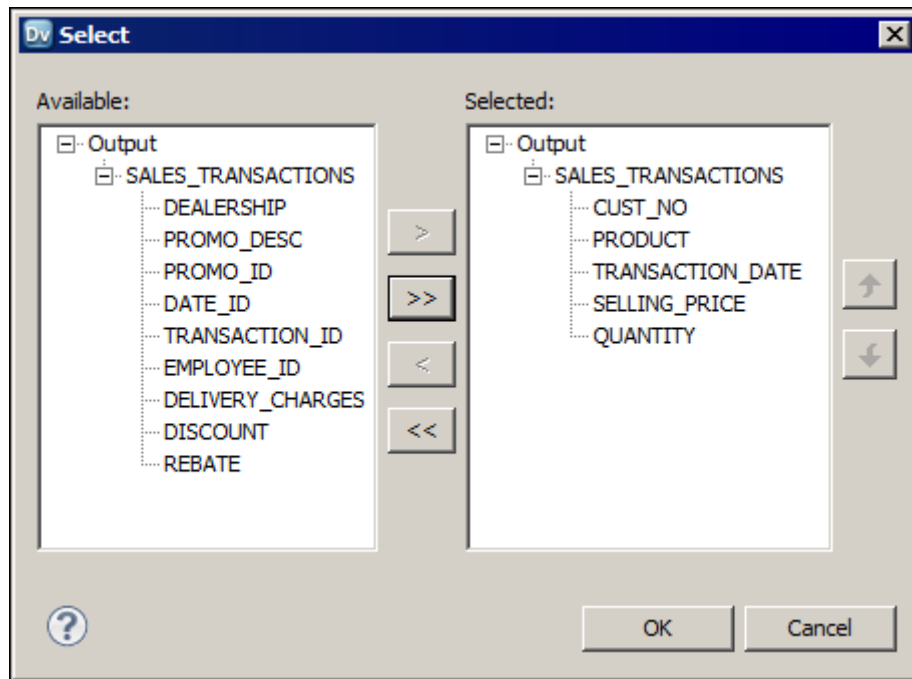 Dv Select
Available:
Output
SALES_TRANSACTIONS
DEALERSHIP
PROMO_DESC
PROMO_ID
DATE_ID
TRANSACTION_ID
EMPLOYEE_ID
DELIVERY_CHARGES
DISCOUNT
REBATE
>
>>
<
<<
Selected:
Output
SALES_TRANSACTIONS
CUST_NO
PRODUCT
TRANSACTION_DATE
SELLING_PRICE
QUANTITY
?
OK
Cancel